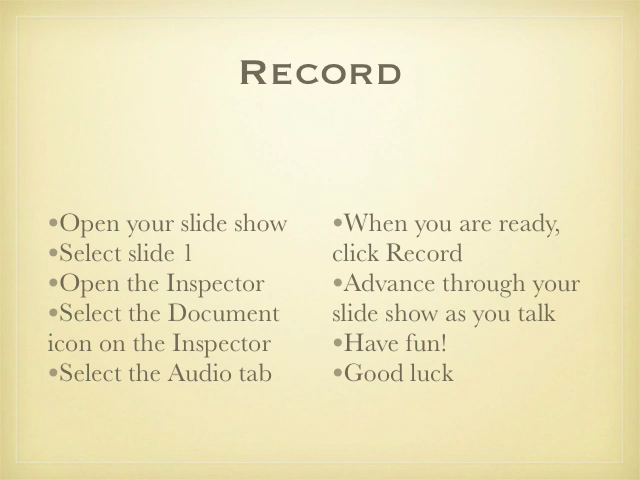 RECORD
•Open your slide show
•Select slide 1
•Open the Inspector
•Select the Document
icon on the Inspector
•Select the Audio tab
•When you are ready,
click Record
•Advance through your
slide show as you talk
•Have fun!
•Good luck